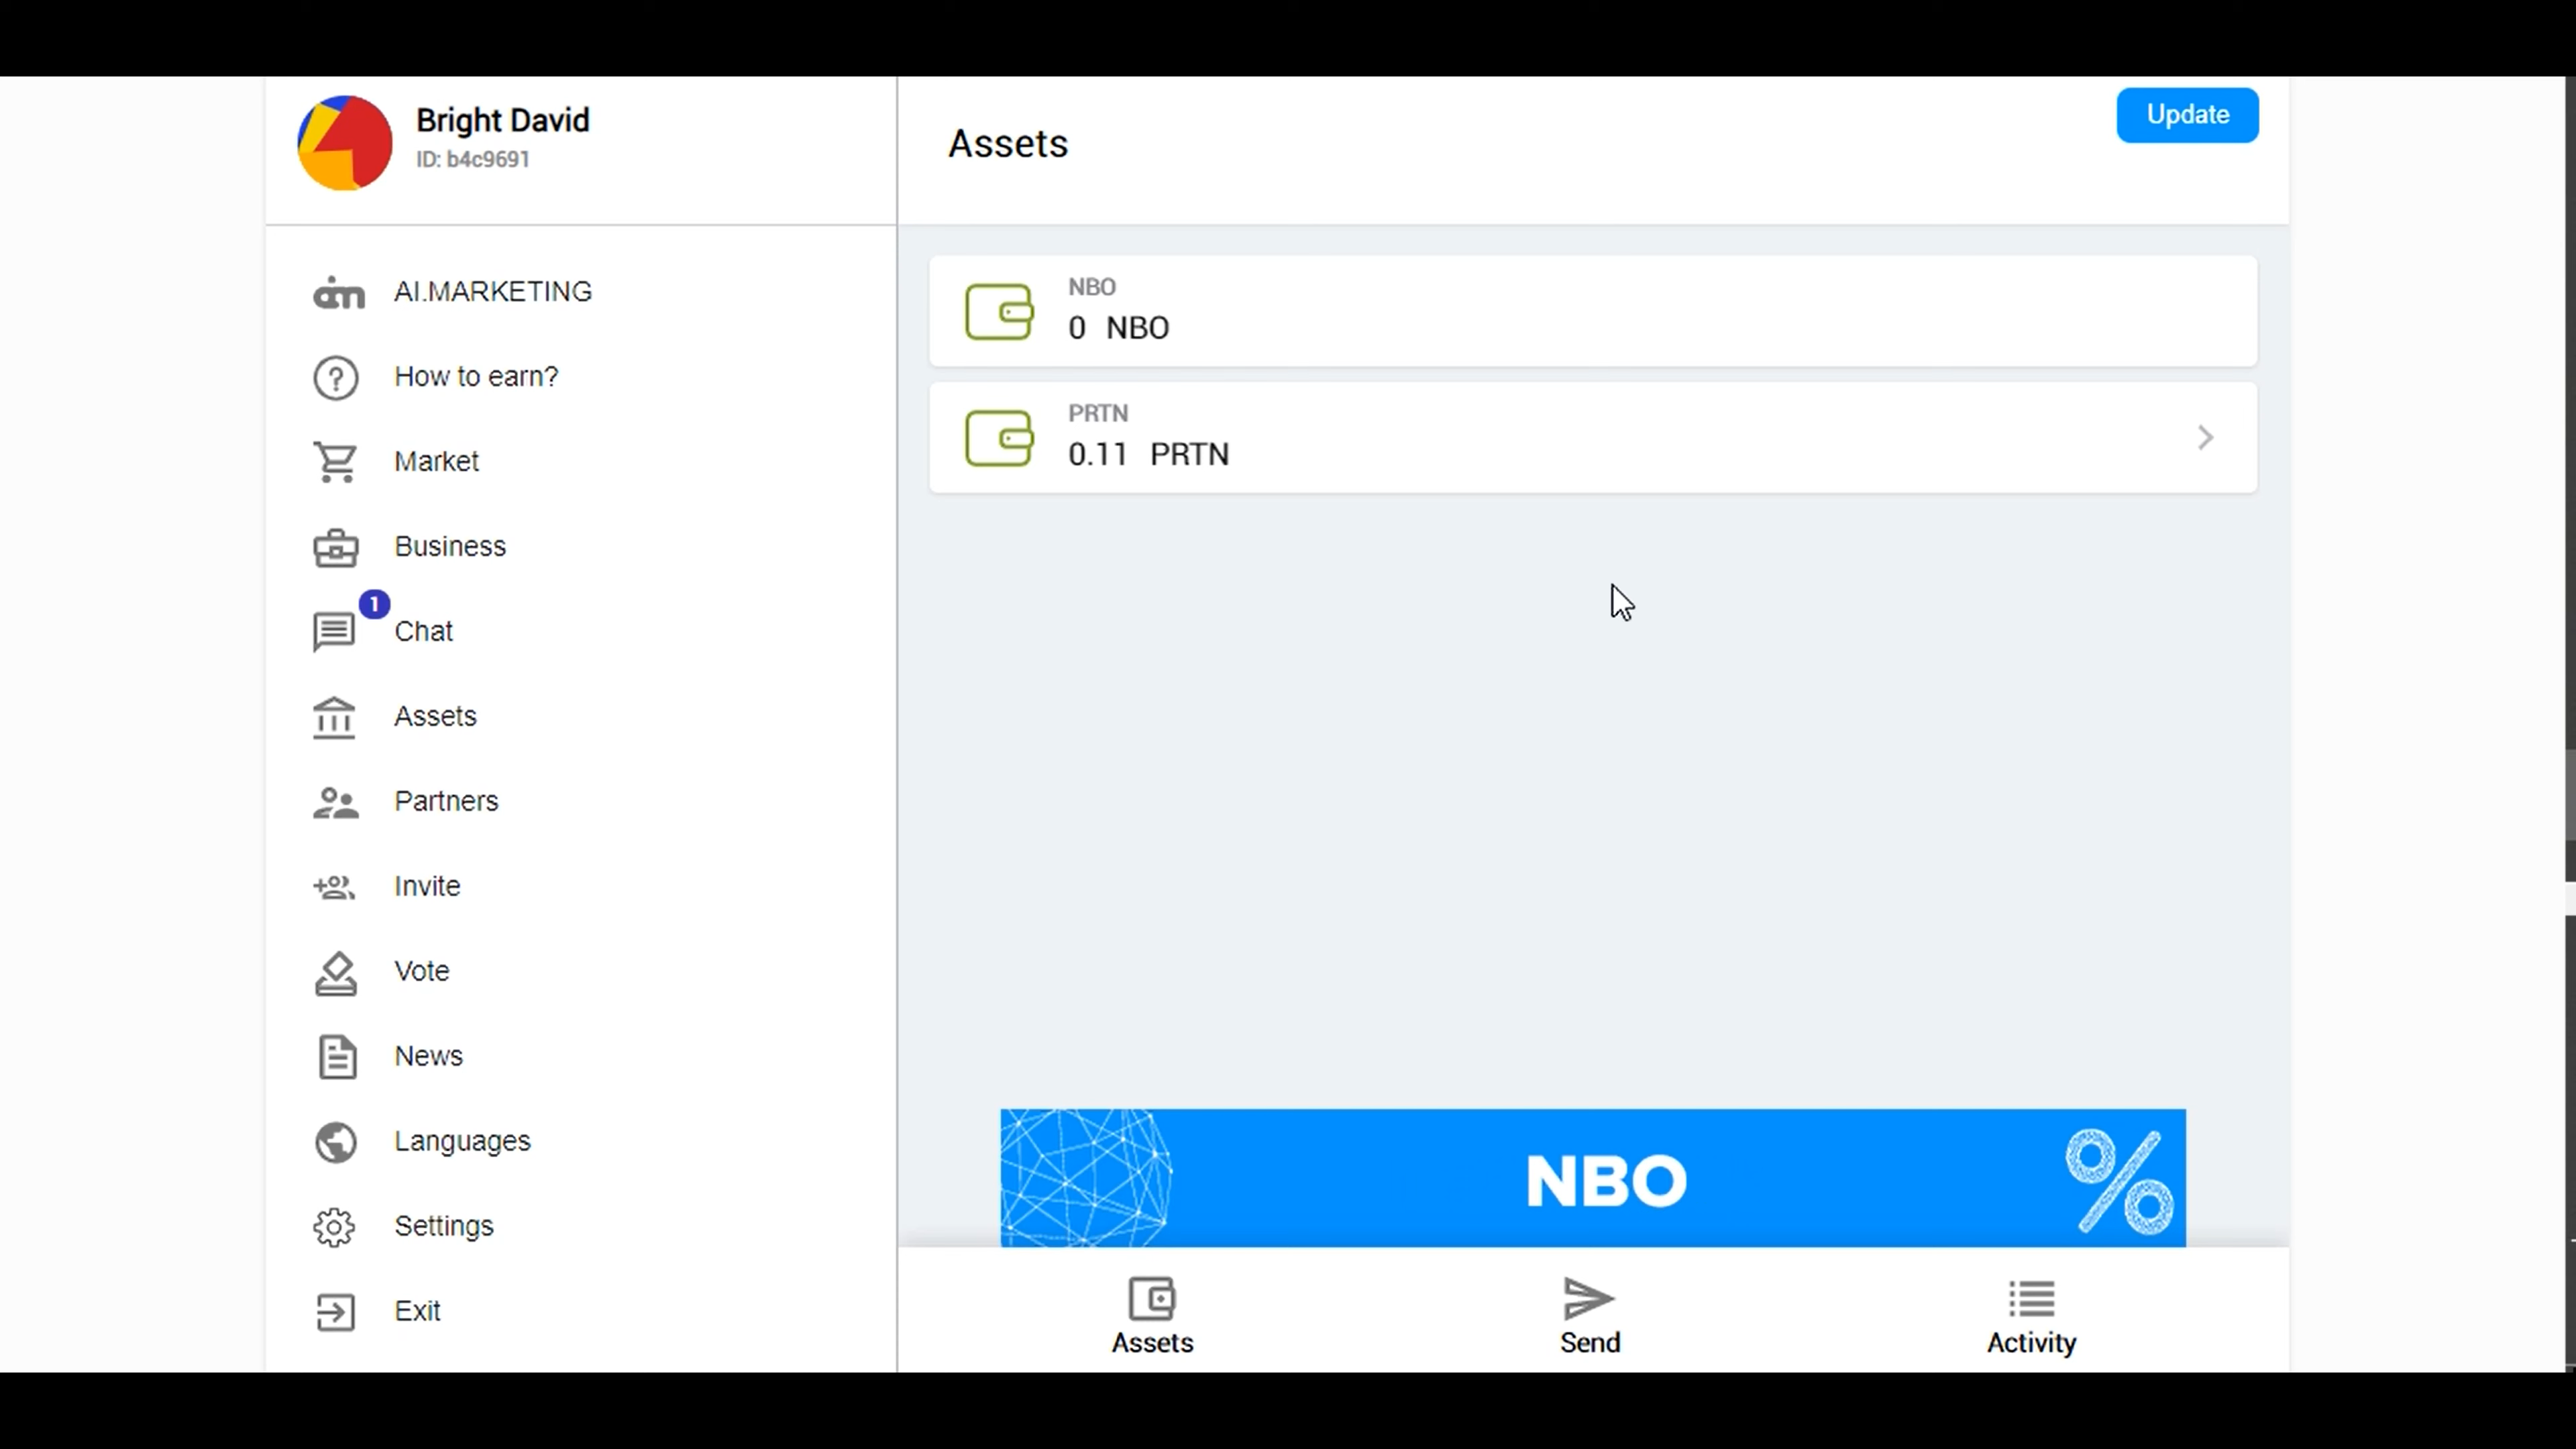 Bright David
ID: b4c9691
AI.MARKETING
How to earn?
Market
Business
1
Chat
Assets
Partners
Invite
Vote
News
Languages
Settings
Exit
Assets
Update
NBO
0 NBO
PRTN
0.11 PRTN
NBO
%
Assets
Send
Activity